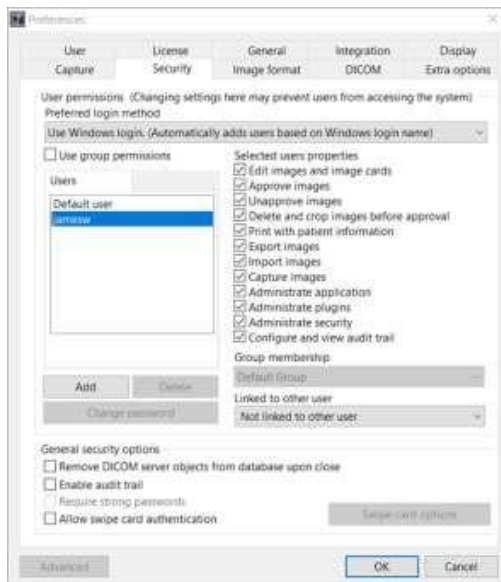 Preferences
User License General Integration Display
Capture Security Image format DICOM Extra options
User permissions (Changing settings here may prevent users from accessing the system)
Preferred login method
Use Windows login. (Automatically adds users based on Windows login name)
Use group permissions
Users
Default user
Selected users properties
Edit images and image cards
Approve images
Unapprove images
Delete and crop images before approval
Print with patient information
Export images
Import images
Capture images
Administrate application
Administrate plugins
Administrate security
Configure and view audit trail
Group membership
Default Group
Add Delete
Linked to other user
Change password
Not linked to other user
General security options
Remove DICOM server objects from database upon close
Enable audit trail
Require strong passwords
Allow swipe card authentication
Swipe card options
Advanced OK Cancel